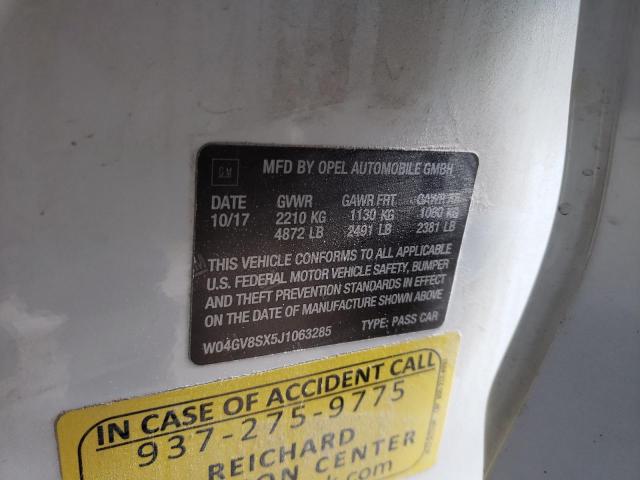 GM MFD BY OPEL AUTOMOBILE GMBH
DATE GVWR GAWR FRT GAWR RR
10/17 2210 KG 1130 KG 1080 KG
4872 LB 2491 LB 2381 LB
THIS VEHICLE CONFORMS TO ALL APPLICABLE
U.S. FEDERAL MOTOR VEHICLE SAFETY, BUMPER
AND THEFT PREVENTION STANDARDS IN EFFECT
ON THE DATE OF MANUFACTURE SHOWN ABOVE
W04GV8SX5J1063285 TYPE: PASS CAR
IN CASE OF ACCIDENT CALL
937-275-9775
REICHARD
ON CENTER
k.com